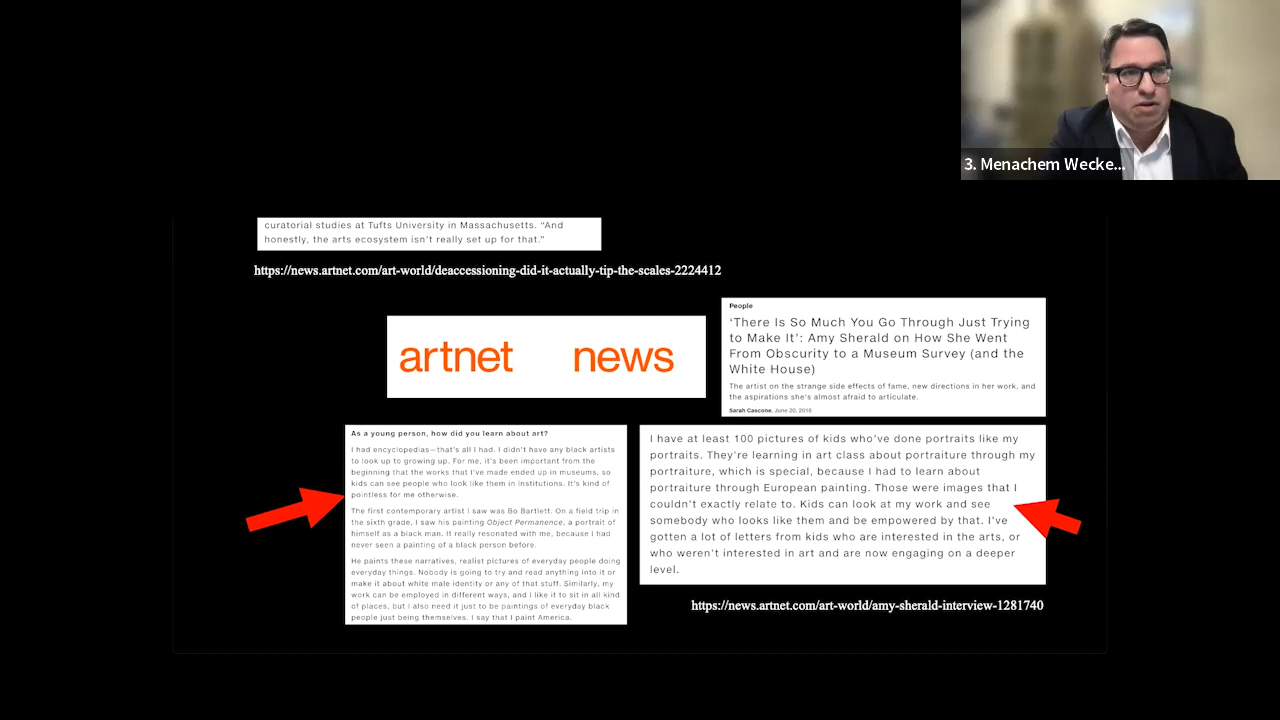 3. Menachem Wecke...
curatorial studies at Tufts University in Massachusetts. “And
honestly, the arts ecosystem isn’t really set up for that.”
https://news.artnet.com/art-world/deaccessioning-did-it-actually-tip-the-scales-2224412
artnet news
People
‘There Is So Much You Go Through Just Trying
to Make It’: Amy Sherald on How She Went
From Obscurity to a Museum Survey (and the
White House)
The artist on the strange side effects of fame, new directions in her work, and
the aspirations she's almost afraid to articulate.
Sarah Cascone, June 20, 2018
As a young person, how did you learn about art?
I had encyclopedias—that’s all I had. I didn’t have any black artists
to look up to growing up. For me, it’s been important from the
beginning that the works that I’ve made ended up in museums, so
kids can see people who look like them in institutions. It’s kind of
pointless for me otherwise.
The first contemporary artist I saw was Bo Bartlett. On a field trip in
the sixth grade, I saw his painting Object Permanence, a portrait of
himself as a black man. It really resonated with me, because I had
never seen a painting of a black person before.
He paints these narratives, realist pictures of everyday people doing
everyday things. Nobody is going to try and read anything into it or
make it about white male identity or any of that stuff. Similarly, my
work can be employed in different ways, and I like it to sit in all kind
of places, but I also need it just to be paintings of everyday black
people just being themselves. I say that I paint America.
I have at least 100 pictures of kids who’ve done portraits like my
portraits. They’re learning in art class about portraiture through my
portraiture, which is special, because I had to learn about
portraiture through European painting. Those were images that I
couldn’t exactly relate to. Kids can look at my work and see
somebody who looks like them and be empowered by that. I’ve
gotten a lot of letters from kids who are interested in the arts, or
who weren’t interested in art and are now engaging on a deeper
level.
https://news.artnet.com/art-world/amy-sherald-interview-1281740